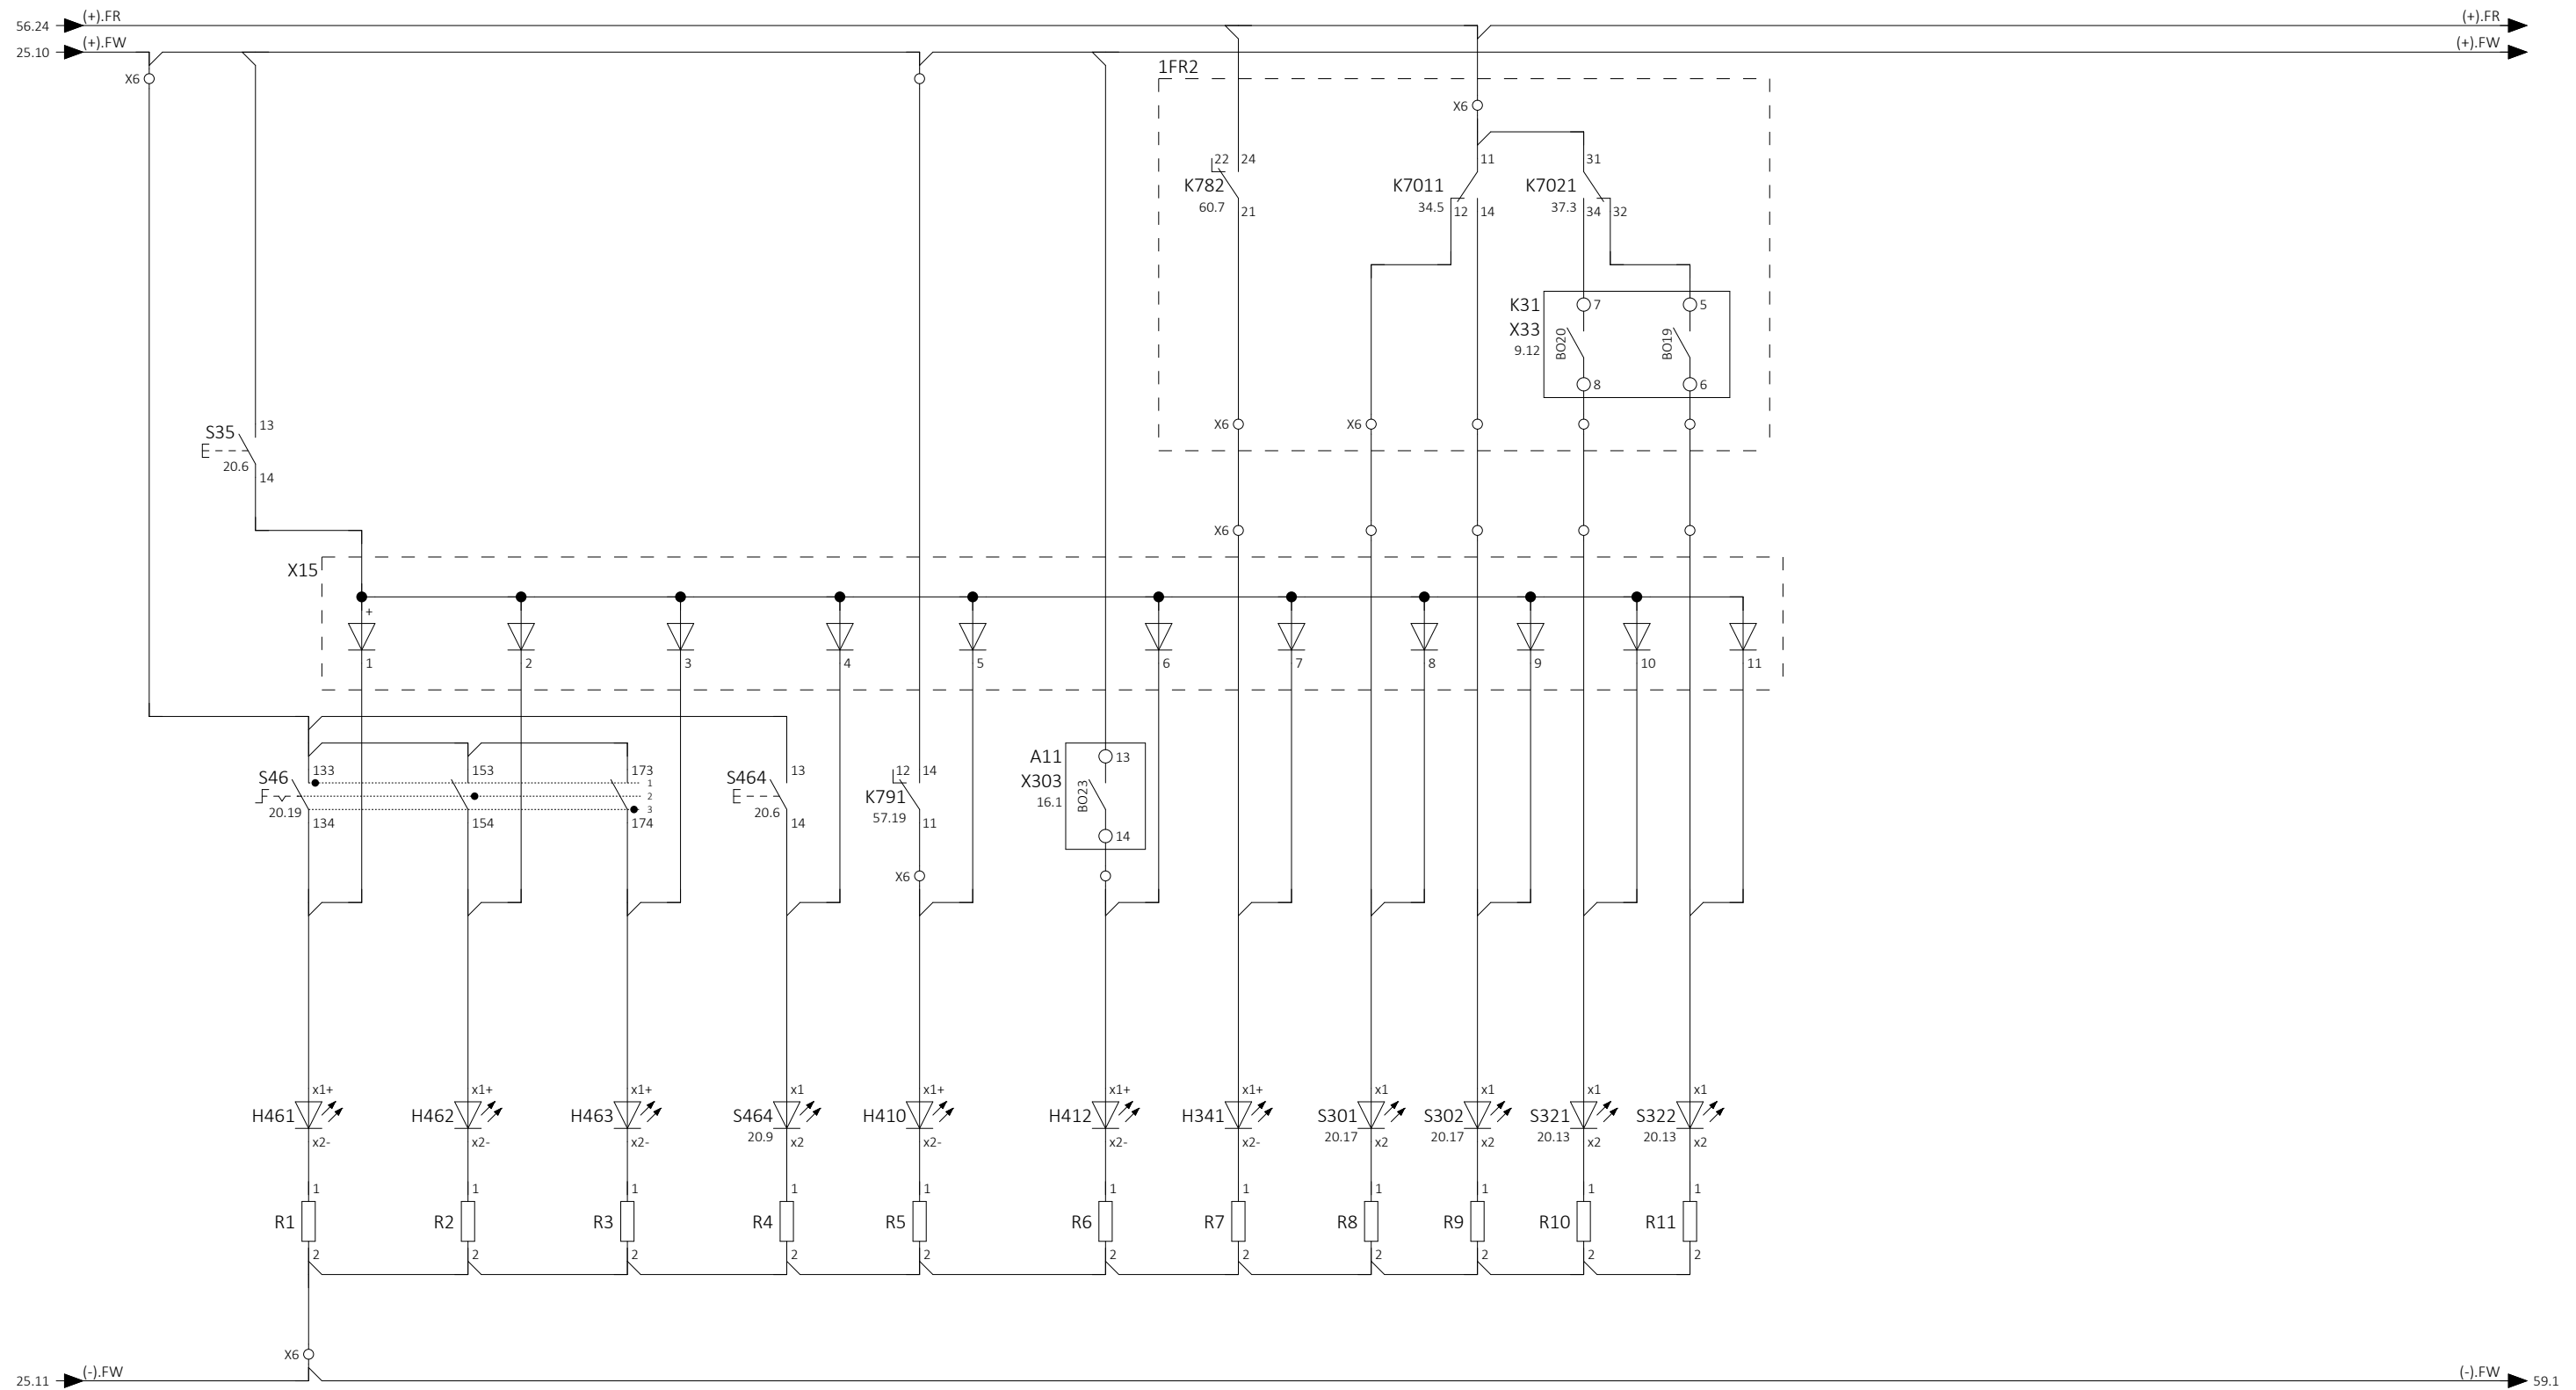 56.24 (+).FR (+).FR
25.10 (+).FW (+).FW
1FR2
X6
X6
22 24 11 31
K782 K7011 K7021
60.7 34.5 37.3
21 12 14 34 32
K31 7 5
X33
BO20 BO19
9.12
8 6
X6 X6
13
S35
20.6
14
X6
X15
+
1 2 3 4 5 6 7 8 9 10 11
A11 13
133 153 173 13 12 14
S46 1 S464 X303
2 K791 BO23 16.1
20.19 3 20.6 57.19
134 154 174 14 11
14
X6
x1+ x1+ x1+ x1 x1+ x1+ x1+ x1 x1 x1 x1
H461 H462 H463 S464 H410 H412 H341 S301 S302 S321 S322
20.9 20.17 20.17 20.13 20.13
x2- x2- x2- x2 x2- x2- x2- x2 x2 x2 x2
1 1 1 1 1 1 1 1 1 1 1
R1 R2 R3 R4 R5 R6 R7 R8 R9 R10 R11
2 2 2 2 2 2 2 2 2 2 2
X6
25.11 (-).FW (-).FW 59.1